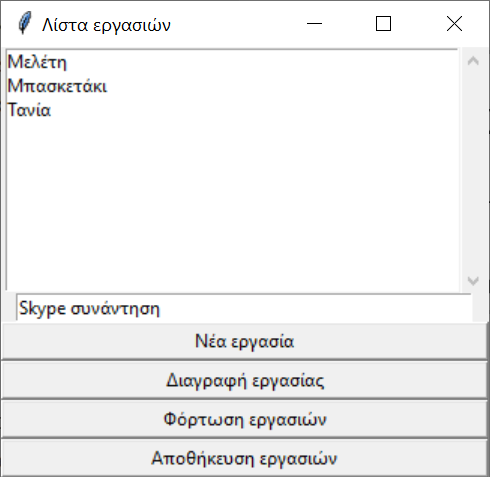 Λίστα εργασιών
Μελέτη
Μπασκετάκι
Τανία
Skype συνάντηση
Νέα εργασία
Διαγραφή εργασίας
Φόρτωση εργασιών
Αποθήκευση εργασιών